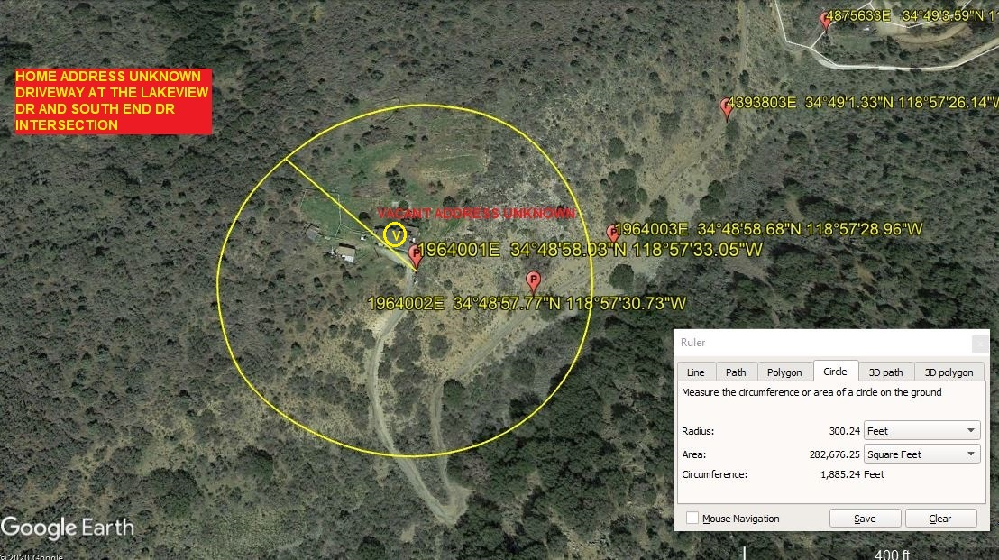 4875633E 34°49'3.59"N 1
HOME ADDRESS UNKNOWN
DRIVEWAY AT THE LAKEVIEW
DR AND SOUTH END DR
INTERSECTION
4393803E 34°49'1.33"N 118°57'26.14"W
VACANT ADDRESS UNKNOWN
V
P
P
P
P
P
1964003E 34°48'58.68"N 118°57'28.96"W
1964001E 34°48'58.03"N 118°57'33.05"W
1964002E 34°48'57.77"N 118°57'30.73"W
Ruler
x
Line Path Polygon Circle 3D path 3D polygon
Measure the circumference or area of a circle on the ground
Radius: 300.24 Feet
Area: 282,676.25 Square Feet
Circumference: 1,885.24 Feet
Mouse Navigation Save Clear
Google Earth
© 2020 Google
400 ft